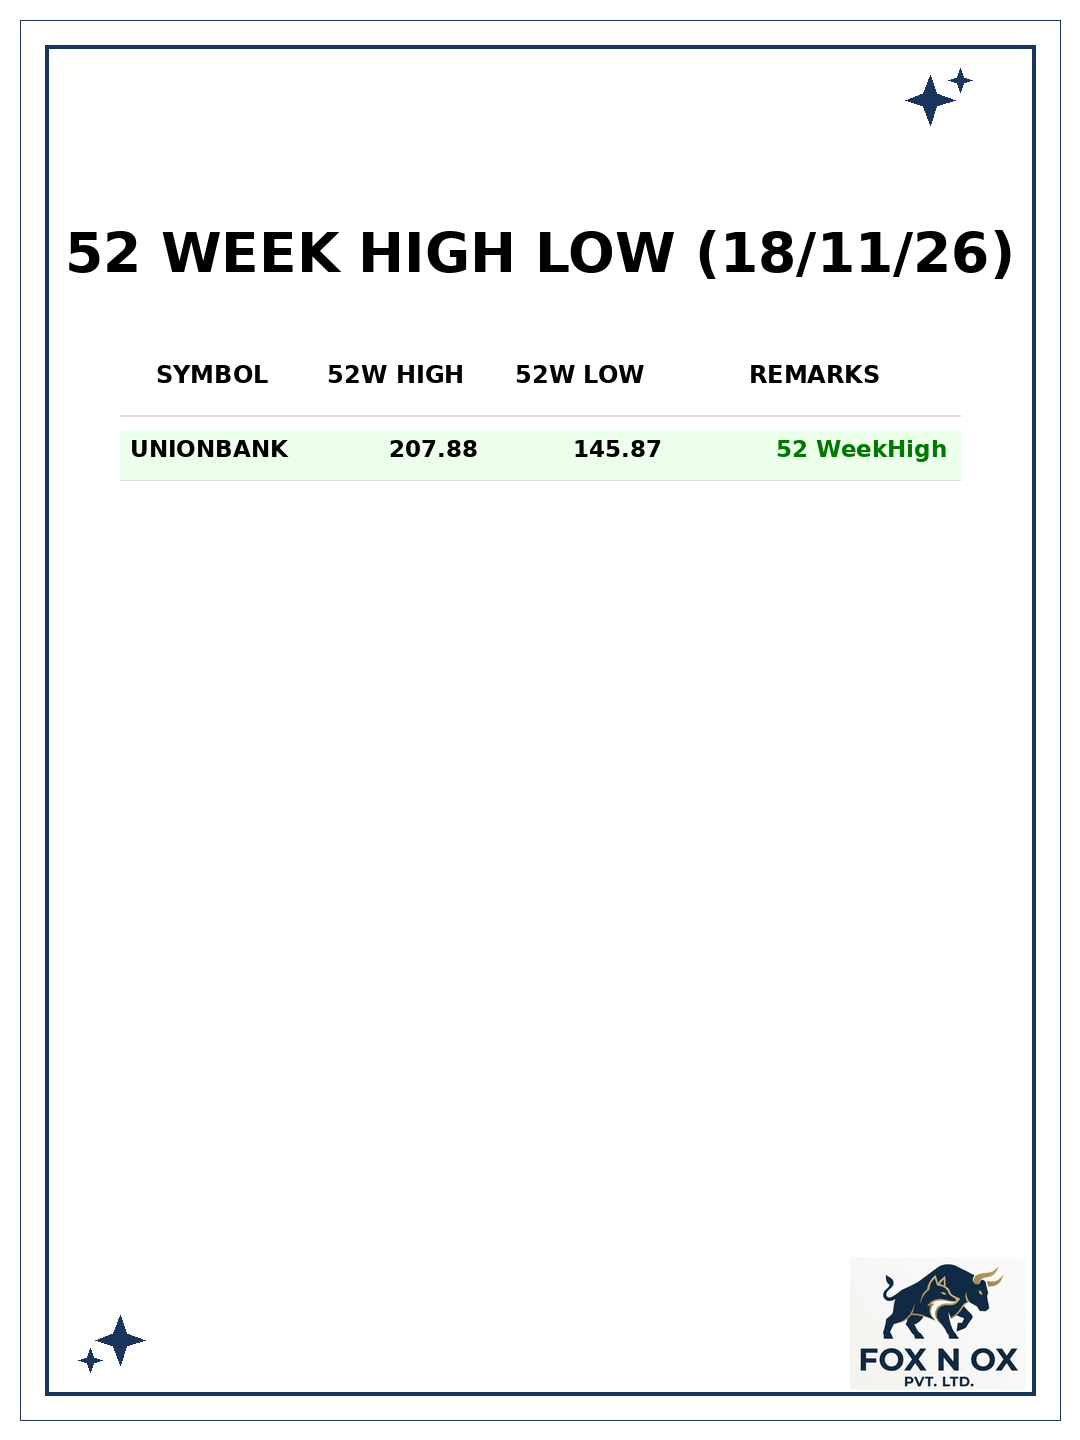 52 WEEK HIGH LOW (18/11/26)
SYMBOL 52W HIGH 52W LOW REMARKS
UNIONBANK 207.88 145.87 52 WeekHigh
FOX N OX
PVT. LTD.